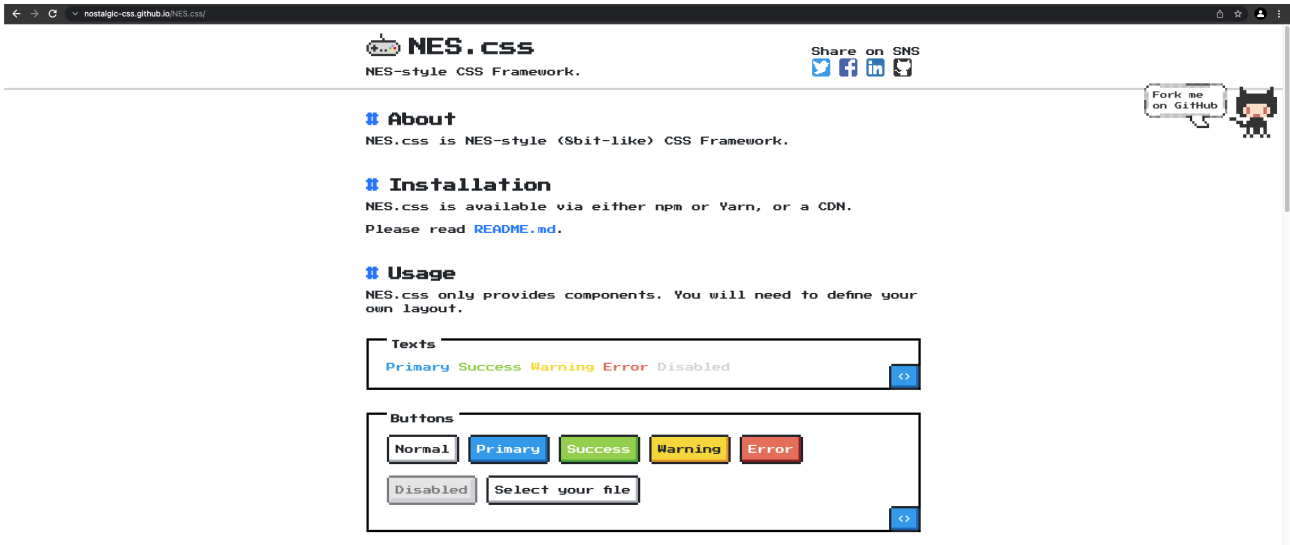 nostalgic-css.github.io/NES.css/
NES.css
NES-style CSS Framework.
Share on SNS
Fork me
on GitHub
# About
NES.css is NES-style (8bit-like) CSS Framework.
# Installation
NES.css is available via either npm or Yarn, or a CDN.
Please read README.md.
# Usage
NES.css only provides components. You will need to define your
own layout.
Texts
Primary Success Warning Error Disabled
<>
Buttons
Normal Primary Success Warning Error
Disabled Select your file
<>